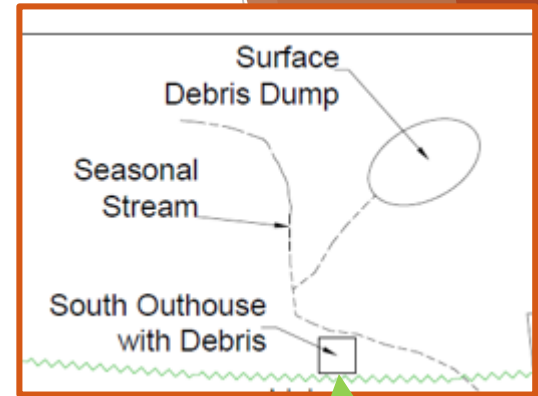 Surface
Debris Dump
Seasonal
Stream
South Outhouse
with Debris